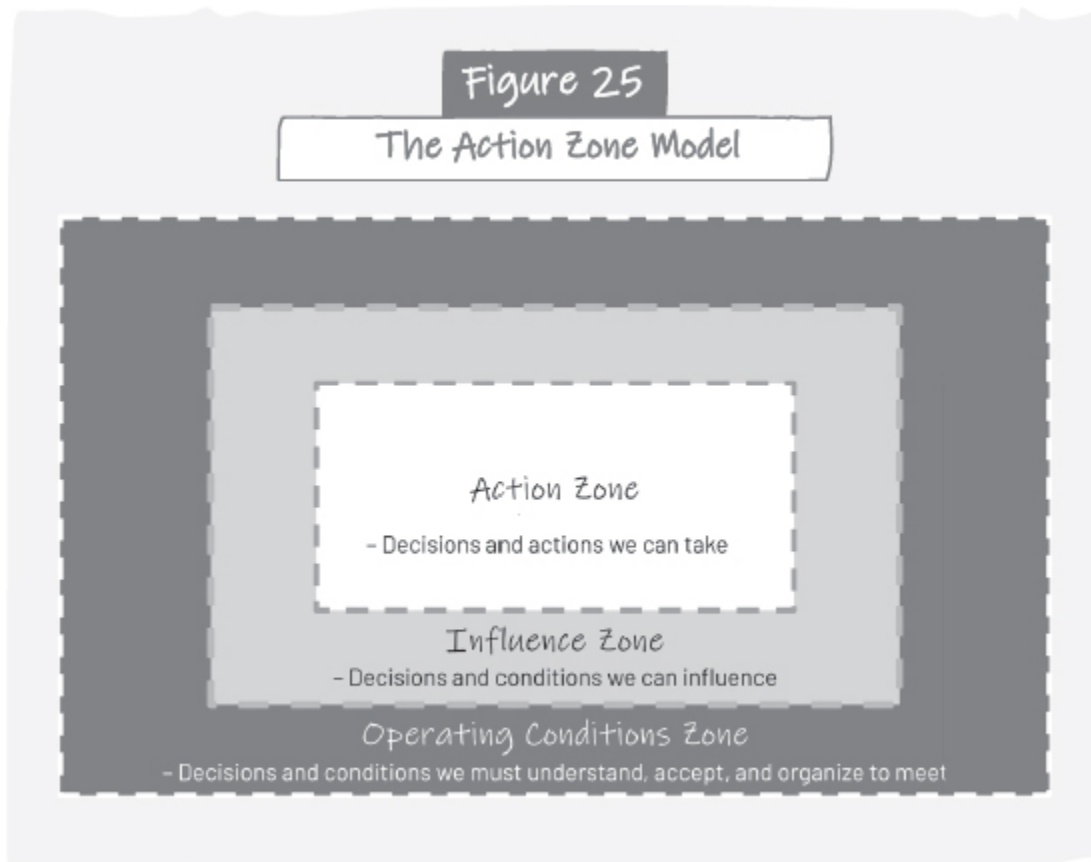 Figure 25
The Action Zone Model
Action Zone
– Decisions and actions we can take
Influence Zone
– Decisions and conditions we can influence
Operating Conditions Zone
– Decisions and conditions we must understand, accept, and organize to meet